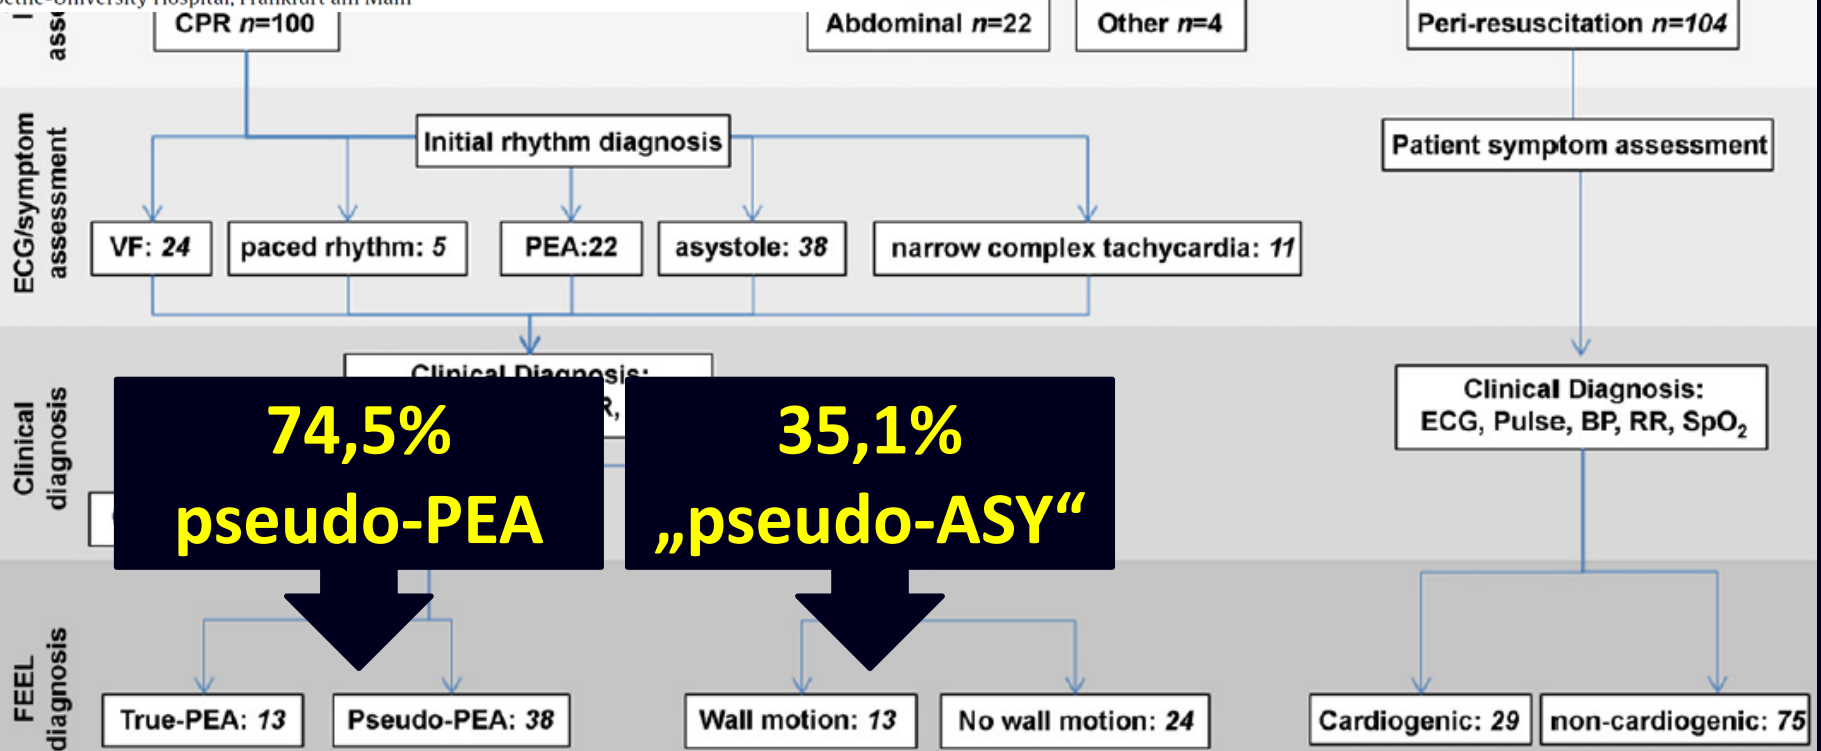 CPR n=100
Abdominal n=22
Other n=4
Peri-resuscitation n=104
ECG/symptom
assessment
Initial rhythm diagnosis
Patient symptom assessment
VF: 24
paced rhythm: 5
PEA:22
asystole: 38
narrow complex tachycardia: 11
Clinical
diagnosis
Clinical Diagnosis:
R,
74,5%
pseudo-PEA
35,1%
„pseudo-ASY“
Clinical Diagnosis:
ECG, Pulse, BP, RR, SpO₂
FEEL
diagnosis
True-PEA: 13
Pseudo-PEA: 38
Wall motion: 13
No wall motion: 24
Cardiogenic: 29
non-cardiogenic: 75